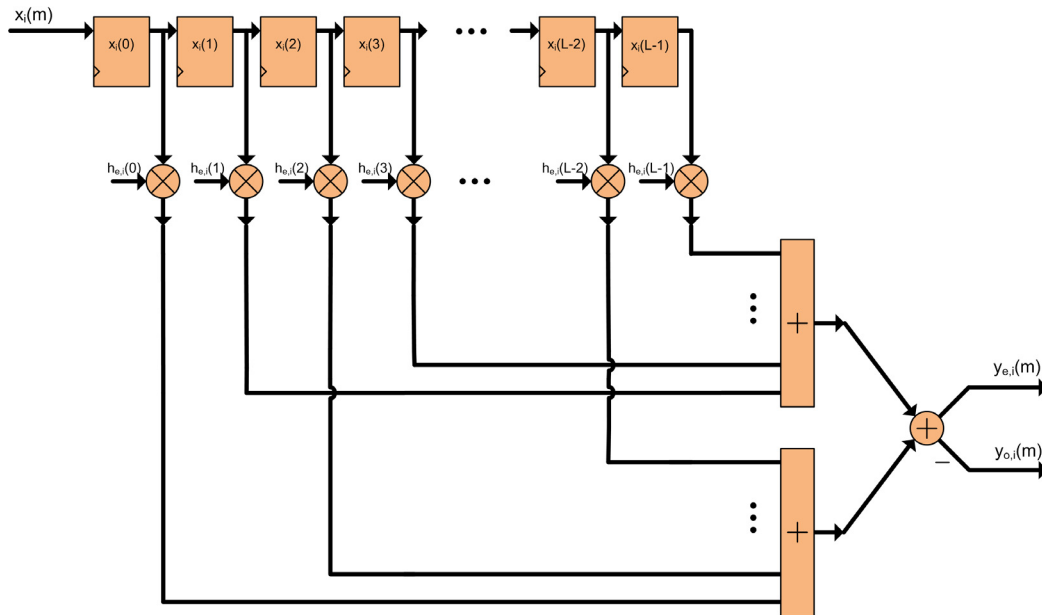 xi(m)
xi(0) xi(1) xi(2) xi(3) ••• xi(L-2) xi(L-1)
he,i(0) he,i(1) he,i(2) he,i(3) ••• he,i(L-2) he,i(L-1)
+
ye,i(m)
+
−
yo,i(m)
+